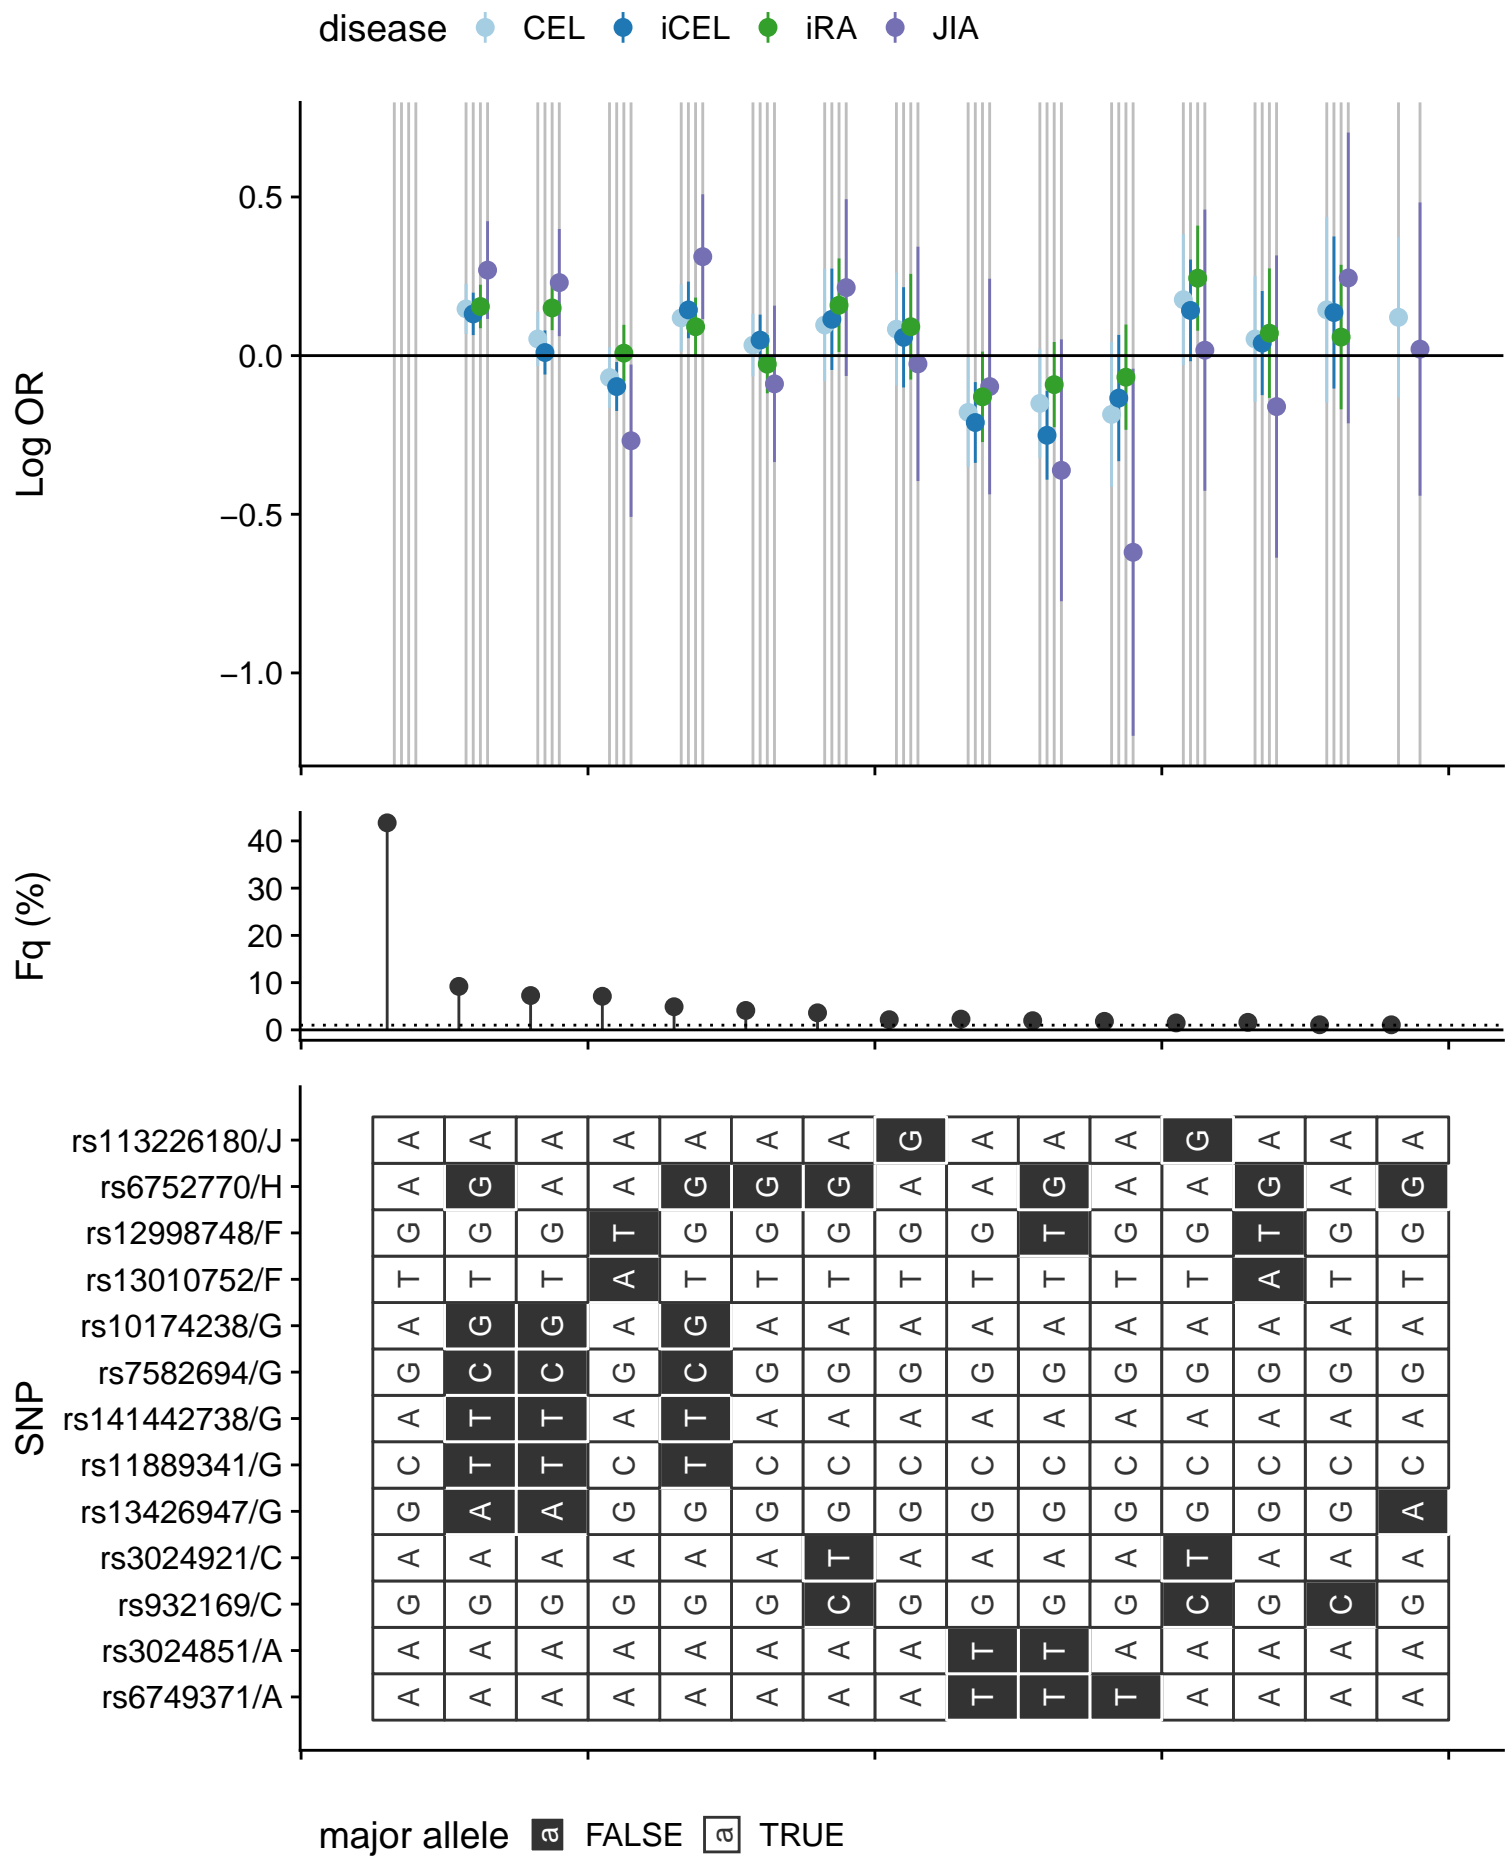 disease CEL iCEL iRA JIA
Log OR
0.5
0.0
−0.5
−1.0
Fq (%)
40
30
20
10
0
SNP
rs113226180/J A A A A A A A G A A A G A A A
rs6752770/H A G A A G G G A A G A A G A G
rs12998748/F G G G T G G G G G T G G T G G
rs13010752/F T T T A T T T T T T T T A T T
rs10174238/G A G G A G A A A A A A A A A A
rs7582694/G G C C G C G G G G G G G G G G
rs141442738/G A T T A T A A A A A A A A A A
rs11889341/G C T T C T C C C C C C C C C C
rs13426947/G G A A G G G G G G G G G G G A
rs3024921/C A A A A A A T A A A A T A A A
rs932169/C G G G G G G C G G G G C G C G
rs3024851/A A A A A A A A A T T A A A A A
rs6749371/A A A A A A A A A T T T A A A A
major allele a FALSE a TRUE